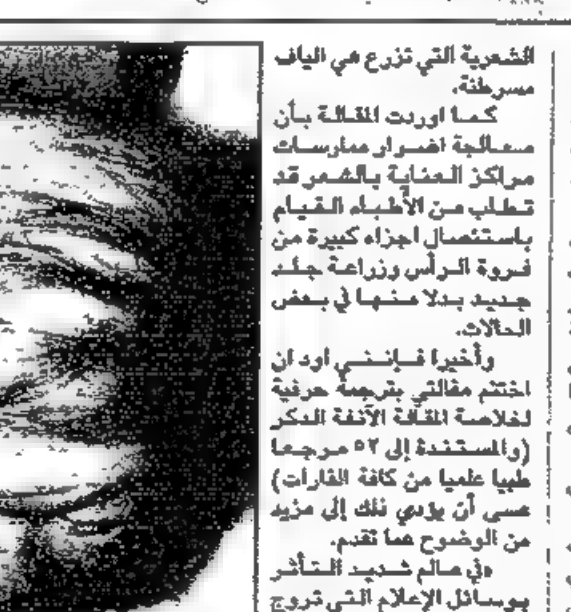 الشعرية التي تزرع هي الياف
مسرطنة.
كما اوردت المقالة بأن
معالجة اضرار ممارسات
مراكز العناية بالشعر قد
تطلب من الأطباء القيام
باستئصال اجزاء كبيرة من
فروة الرأس وزراعة جلد
جديد بدلا منها في بعض
الحالات.
وأخيرا فإنني اود ان
اختتم مقالتي بترجمة حرفية
لخلاصة المقالة الآنفة الذكر
(والمستندة إلى ٥٢ مرجعا
طبيا علميا من كافة القارات)
عسى أن يؤدي ذلك إلى مزيد
من الوضوح عما تقدم.
«في عالم شديد التأثر
بوسائل الإعلام التي تروج